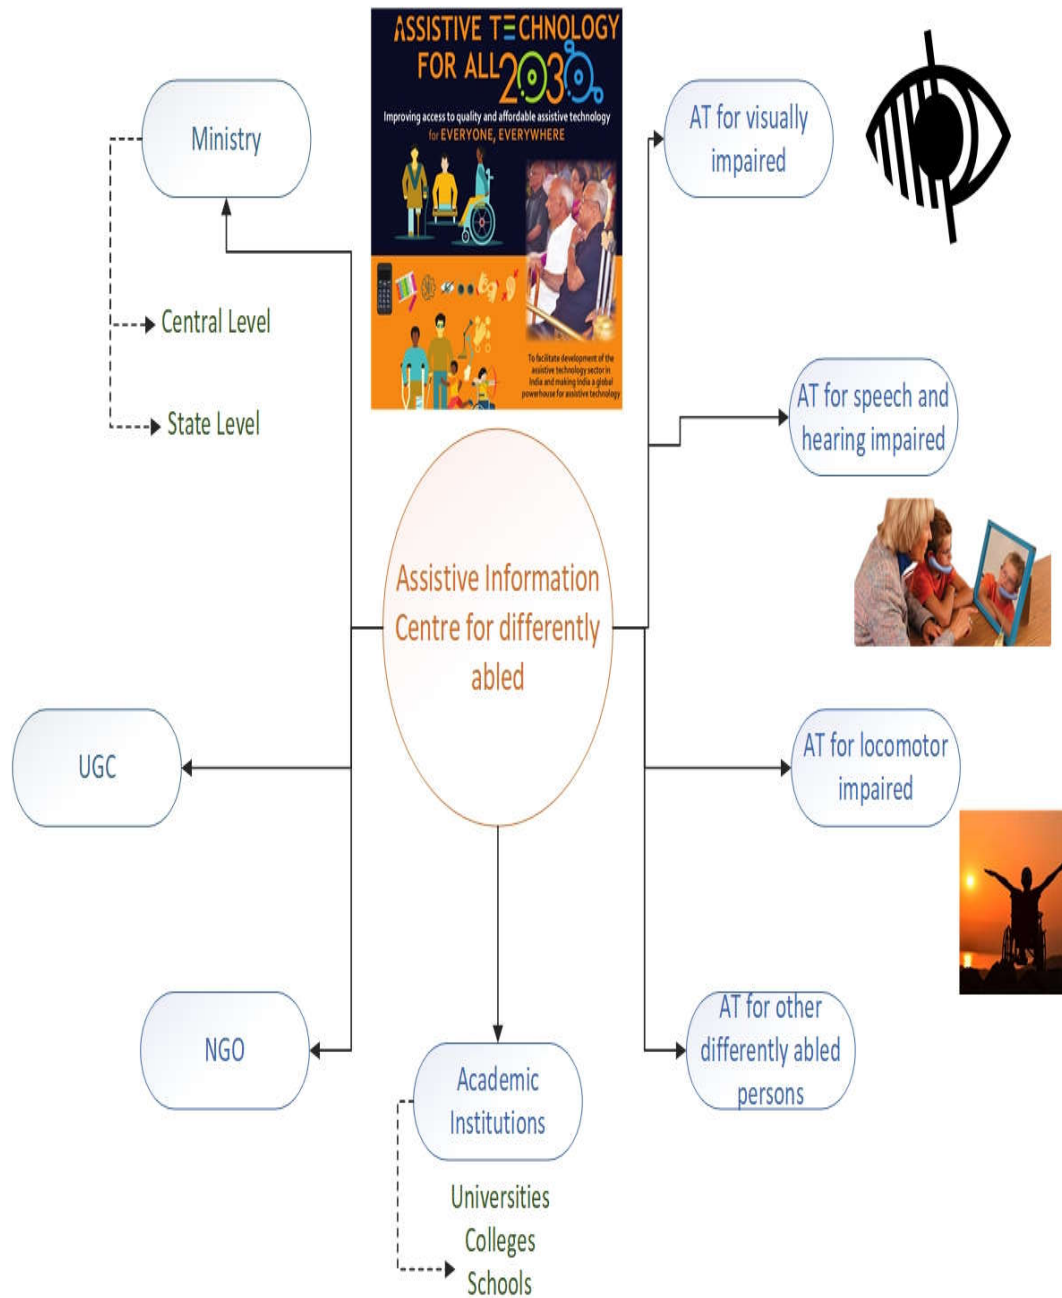 ASSISTIVE TECHNOLOGY
FOR ALL 2030
Improving access to quality and affordable assistive technology
for EVERYONE, EVERYWHERE
To facilitate development of the
assistive technology sector in
India and making India a global
powerhouse for assistive technology
Ministry
Central Level
State Level
AT for visually
impaired
AT for speech and
hearing impaired
Assistive Information
Centre for differently
abled
UGC
AT for locomotor
impaired
NGO
Academic
Institutions
Universities
Colleges
Schools
AT for other
differently abled
persons